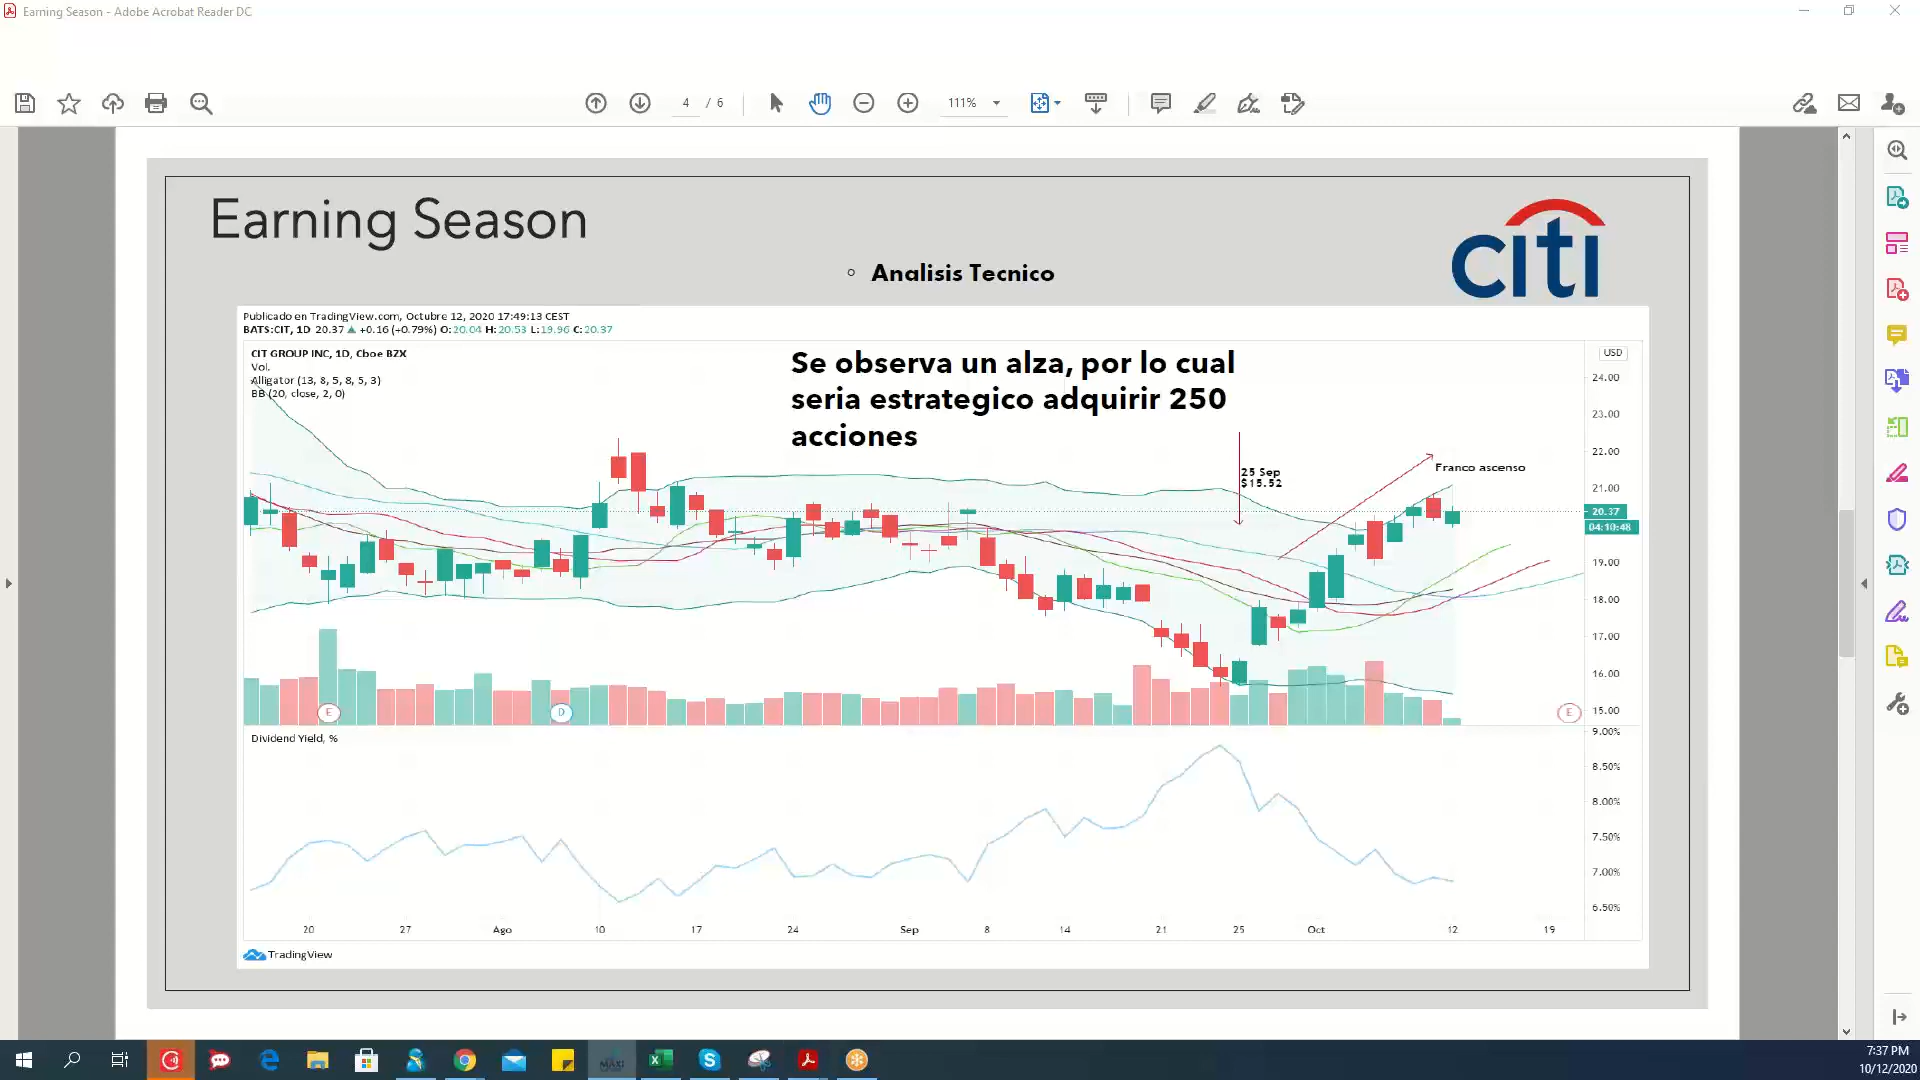 Earning Season - Adobe Acrobat Reader DC
4 / 6
111%
Earning Season
citi
Analisis Tecnico
Publicado en TradingView.com, Octubre 12, 2020 17:49:13 CEST
BATS:CIT, 1D 20.37 ▲ +0.16 (+0.79%) O:20.04 H:20.53 L:19.96 C:20.37
CIT GROUP INC, 1D, Cboe BZX
Vol.
Alligator (13, 8, 5, 8, 5, 3)
BB (20, close, 2, 0)
Se observa un alza, por lo cual
seria estrategico adquirir 250
acciones
25 Sep
$15.52
Franco ascenso
USD
24.00
23.00
22.00
21.00
20.37
04:10:48
19.00
18.00
17.00
16.00
15.00
E
D
E
Dividend Yield, %
9.00%
8.50%
8.00%
7.50%
7.00%
6.50%
20 27 Ago 10 17 24 Sep 8 14 21 25 Oct 12 19
TradingView
7:37 PM
10/12/2020